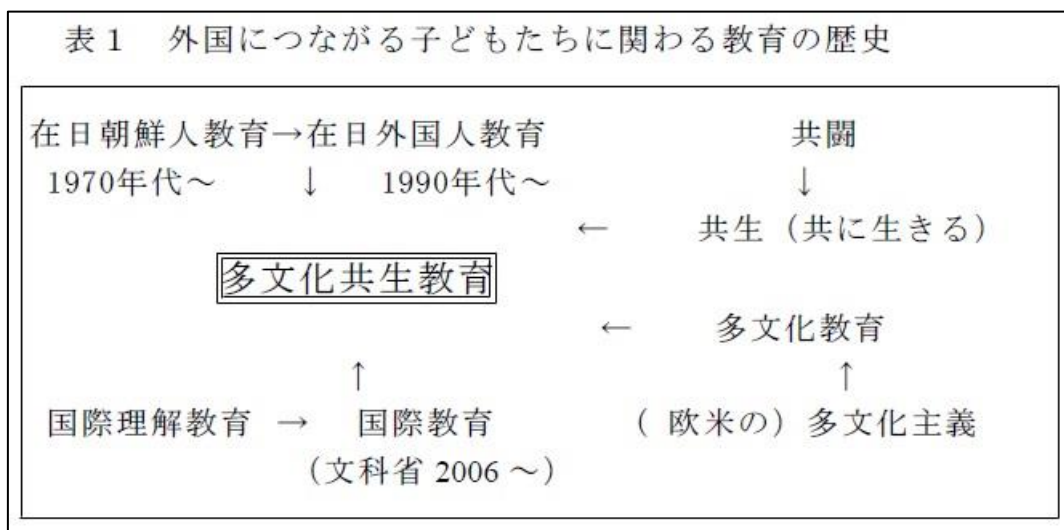 表1　外国につながる子どもたちに関わる教育の歴史
在日朝鮮人教育→在日外国人教育　　共闘
1970年代～　↓　1990年代～　　↓
←　共生（共に生きる）
多文化共生教育
←　多文化教育
↑　　↑
国際理解教育　→　国際教育　　（ 欧米の）多文化主義
（文科省 2006 ～）